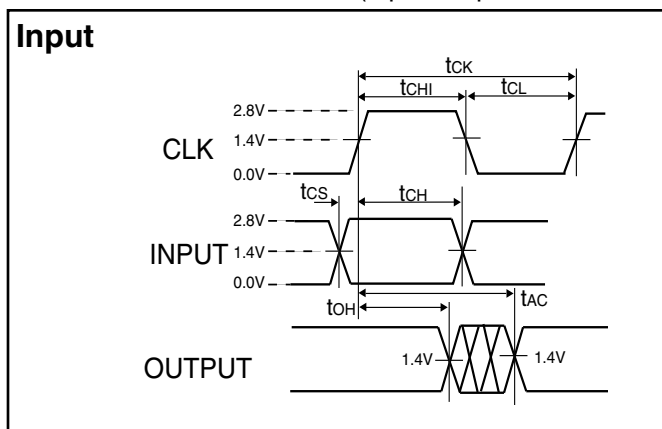 Input
tCK
tCHI
tCL
2.8V
CLK
1.4V
0.0V
tCS
tCH
2.8V
INPUT
1.4V
0.0V
tAC
tOH
1.4V
1.4V
OUTPUT